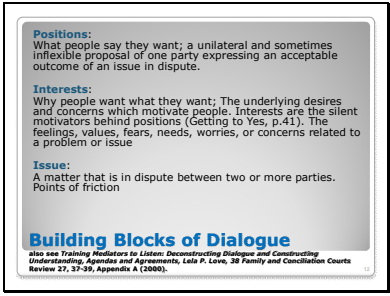 Positions:
What people say they want; a unilateral and sometimes
inflexible proposal of one party expressing an acceptable
outcome of an issue in dispute.
Interests:
Why people want what they want; The underlying desires
and concerns which motivate people. Interests are the silent
motivators behind positions (Getting to Yes, p.41). The
feelings, values, fears, needs, worries, or concerns related to
a problem or issue
Issue:
A matter that is in dispute between two or more parties.
Points of friction
Building Blocks of Dialogue
also see Training Mediators to Listen: Deconstructing Dialogue and Constructing
Understanding, Agendas and Agreements, Lela P. Love, 38 Family and Conciliation Courts
Review 27, 37-39, Appendix A (2000).
12